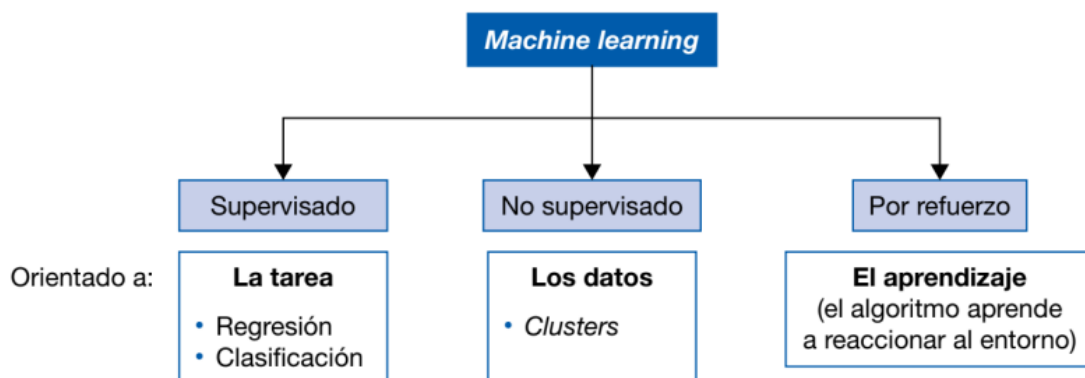 Machine learning
Supervisado
No supervisado
Por refuerzo
Orientado a:
La tarea
• Regresión
• Clasificación
Los datos
• Clusters
El aprendizaje
(el algoritmo aprende
a reaccionar al entorno)